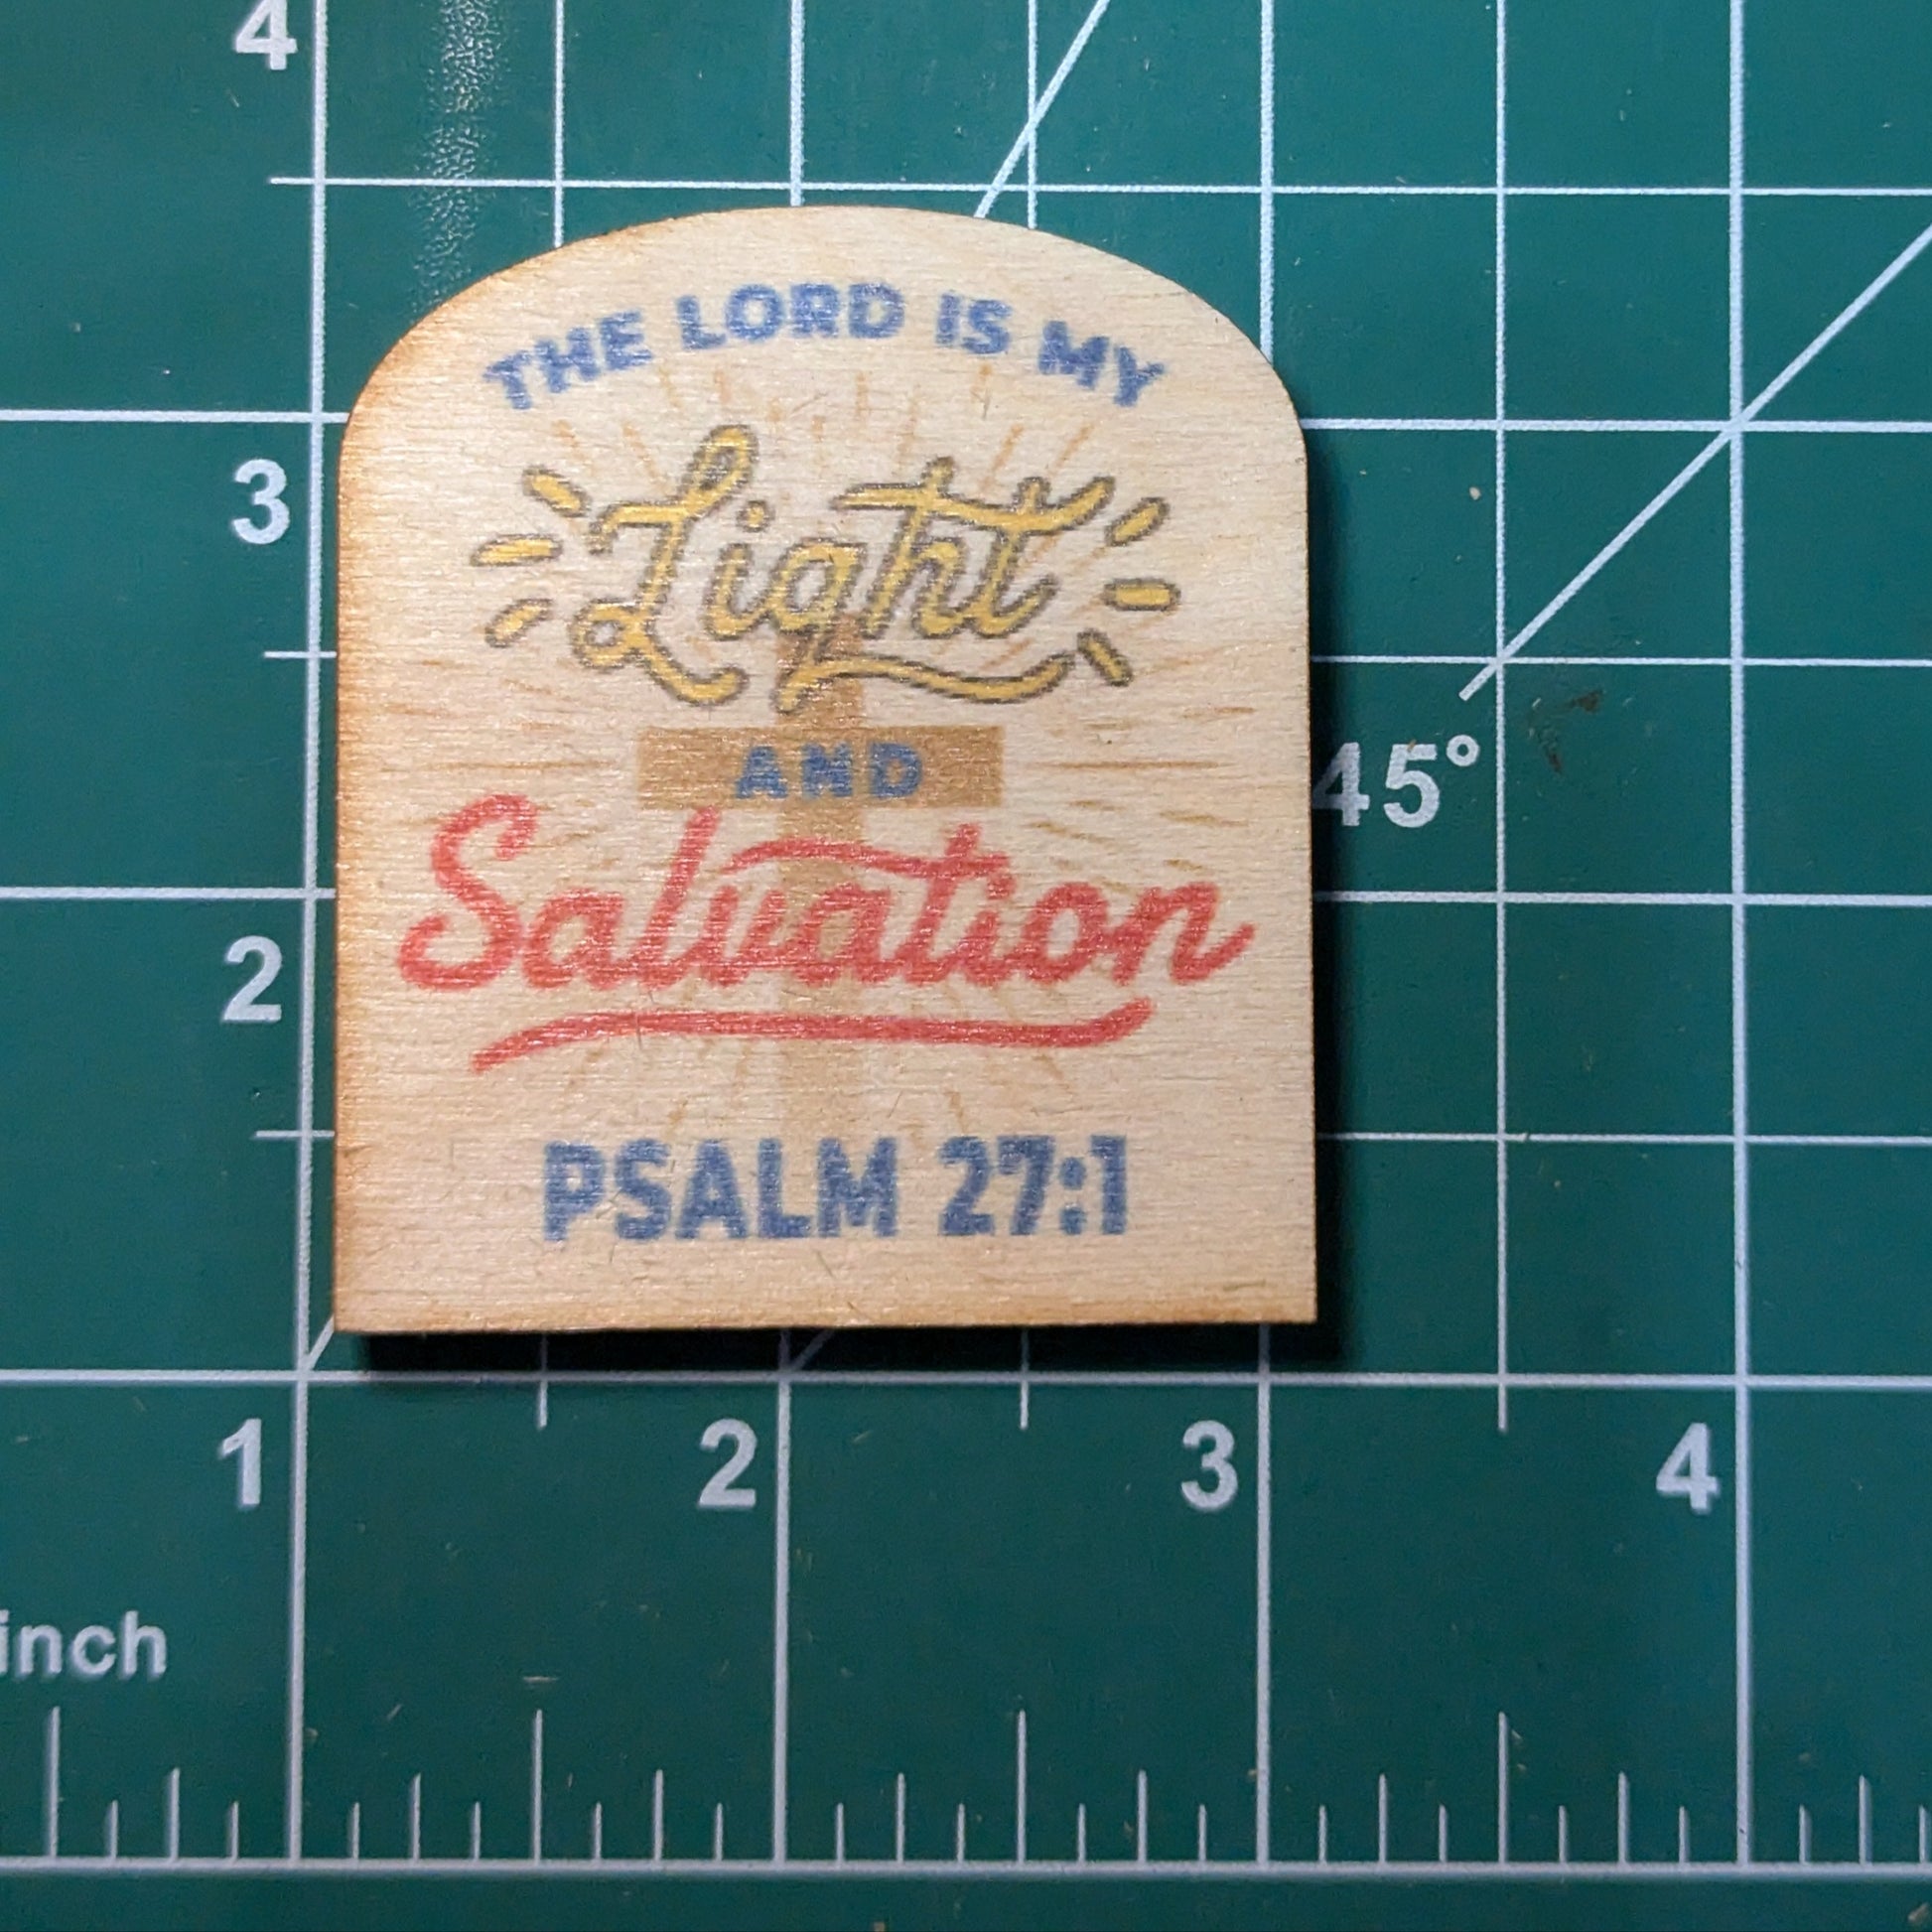 4
THE LORD IS MY
Light
3
AND
45°
Salvation
2
PSALM 27:1
1 2 3 4
inch